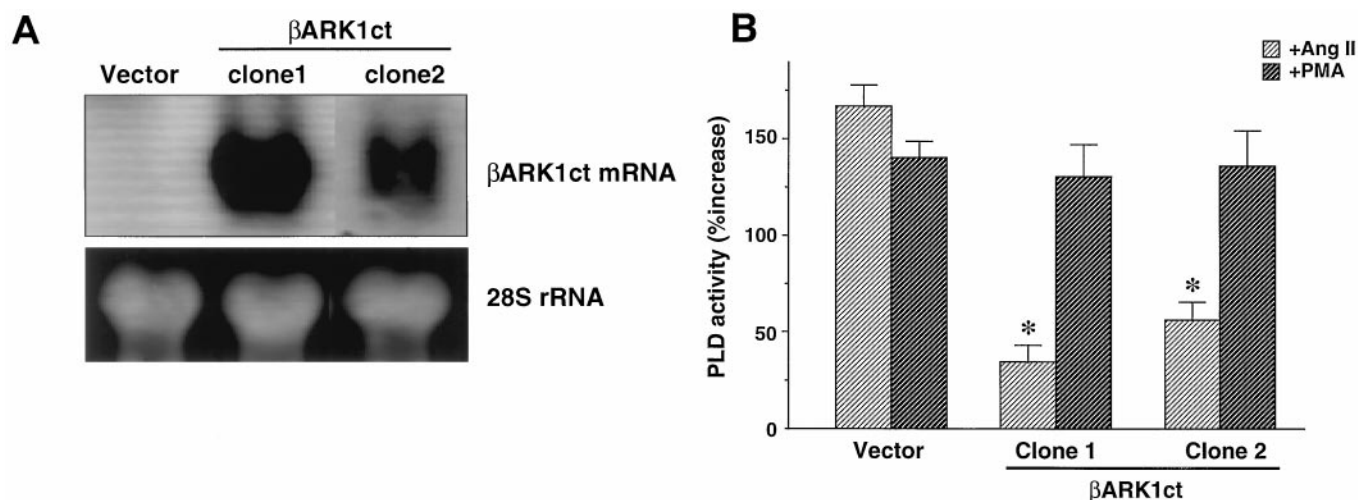 A
βARK1ct
Vector clone1 clone2
βARK1ct mRNA
28S rRNA
B
+Ang II
+PMA
PLD activity (%increase)
150
100
50
0
*
*
Vector Clone 1 Clone 2
βARK1ct